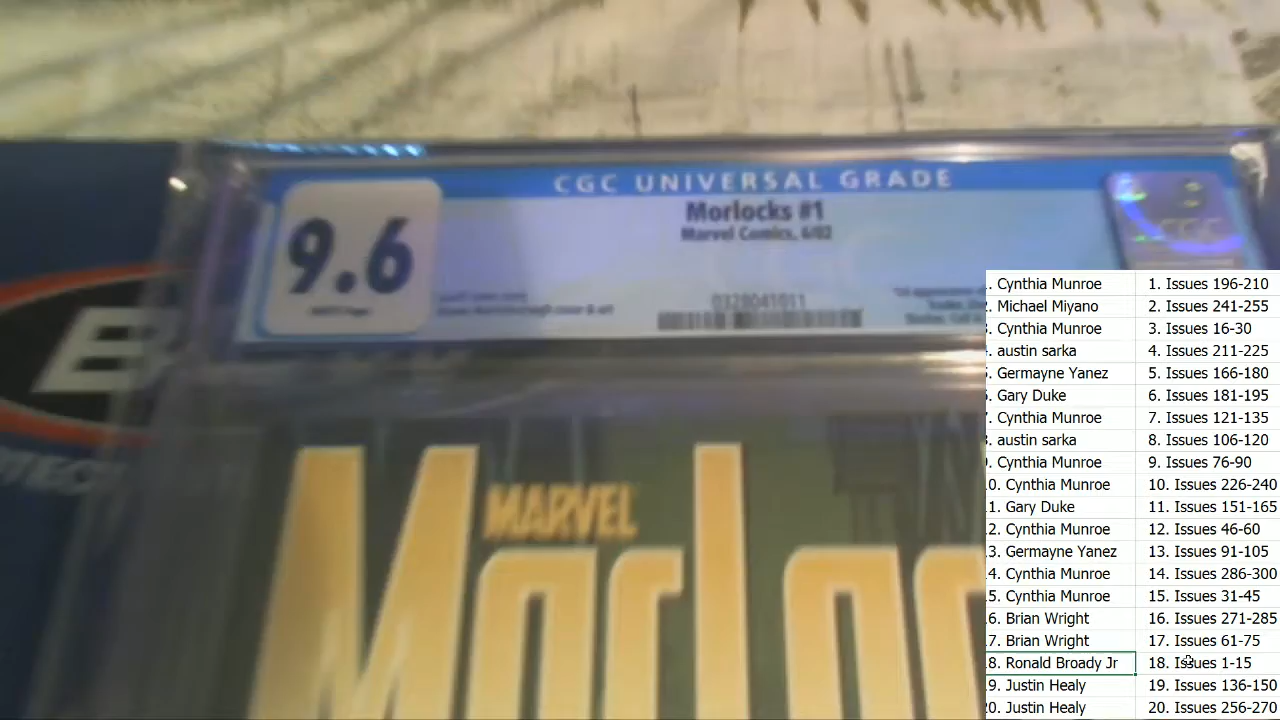 CGC UNIVERSAL GRADE
9.6
Morlocks #1
Marvel Comics, 6/02
0328041011
CGC
MARVEL
Morloc
Cynthia Munroe 1. Issues 196-210
Michael Miyano 2. Issues 241-255
Cynthia Munroe 3. Issues 16-30
austin sarka 4. Issues 211-225
Germayne Yanez 5. Issues 166-180
Gary Duke 6. Issues 181-195
Cynthia Munroe 7. Issues 121-135
austin sarka 8. Issues 106-120
Cynthia Munroe 9. Issues 76-90
0. Cynthia Munroe 10. Issues 226-240
1. Gary Duke 11. Issues 151-165
2. Cynthia Munroe 12. Issues 46-60
3. Germayne Yanez 13. Issues 91-105
4. Cynthia Munroe 14. Issues 286-300
5. Cynthia Munroe 15. Issues 31-45
6. Brian Wright 16. Issues 271-285
7. Brian Wright 17. Issues 61-75
8. Ronald Broady Jr 18. Issues 1-15
9. Justin Healy 19. Issues 136-150
0. Justin Healy 20. Issues 256-270